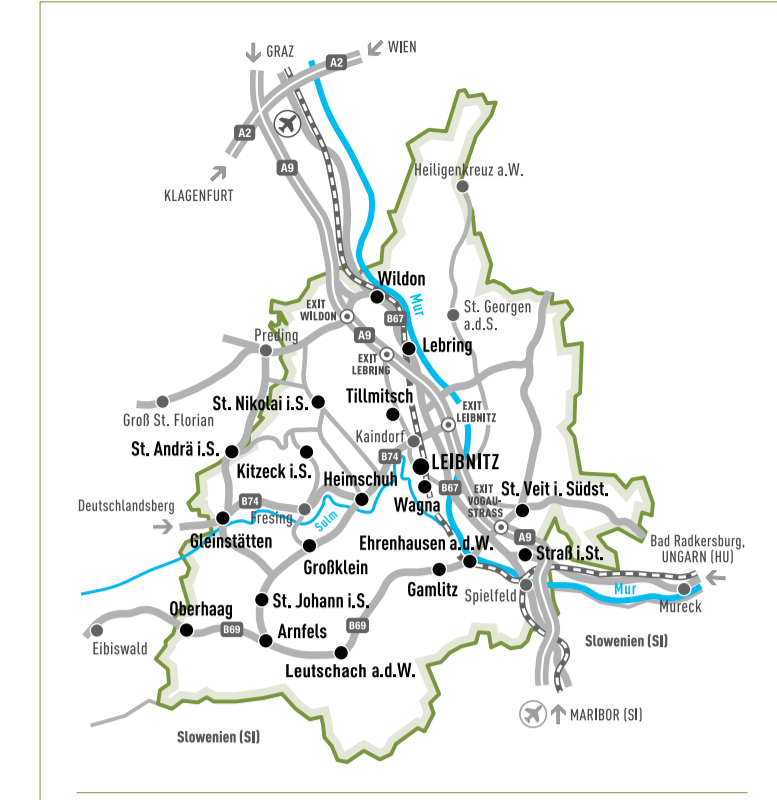 GRAZ
WIEN
A2
A2
A9
KLAGENFURT
Heiligenkreuz a.W.
Wildon
Mur
EXIT
WILDON
B67
St. Georgen
a.d.S.
A9
Preding
Lebring
EXIT
LEBRING
Tillmitsch
St. Nikolai i.S.
EXIT
LEIBNITZ
Groß St. Florian
Kaindorf
St. Andrä i.S.
B74
LEIBNITZ
Kitzeck i.S.
Heimschuh
B67
EXIT
VOGAU-
STRASS
St. Veit i. Südst.
Wagna
Deutschlandsberg
B74
Fresing
Sulm
Gleinstätten
Ehrenhausen a.d.W.
A9
Straß i.St.
Bad Radkersburg,
UNGARN (HU)
Großklein
Gamlitz
Spielfeld
Mur
Mureck
St. Johann i.S.
Oberhaag
B69
Arnfels
B69
Eibiswald
Leutschach a.d.W.
Slowenien (SI)
Slowenien (SI)
MARIBOR (SI)